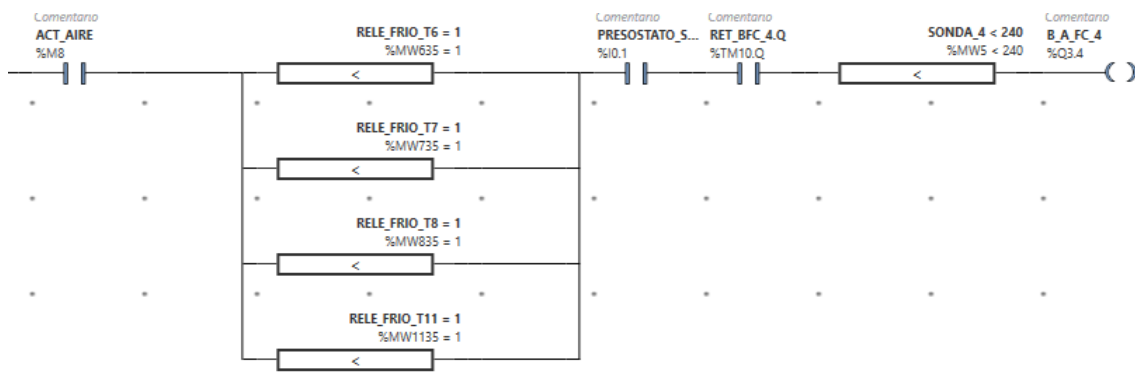 Comentario
ACT_AIRE
%M8
RELE_FRIO_T6 = 1
%MW635 = 1
<
Comentario
PRESOSTATO_S...
%I0.1
Comentario
RET_BFC_4.Q
%TM10.Q
SONDA_4 < 240
%MW5 < 240
<
Comentario
B_A_FC_4
%Q3.4
RELE_FRIO_T7 = 1
%MW735 = 1
<
RELE_FRIO_T8 = 1
%MW835 = 1
<
RELE_FRIO_T11 = 1
%MW1135 = 1
<